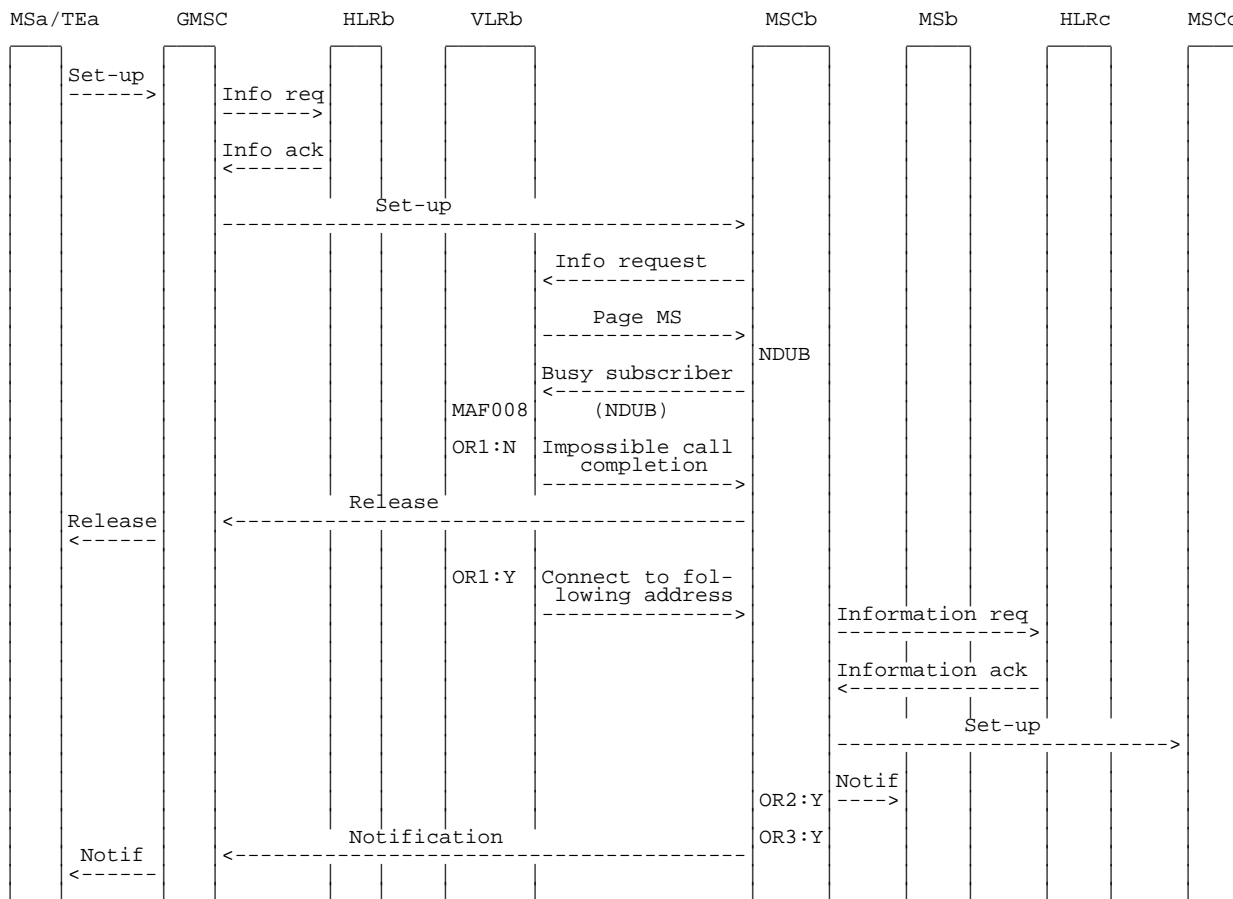 MSa/TEa GMSC HLRb VLRb MSCb MSb HLRc MSCc
Set-up
Info req
Info ack
Set-up
Info request
Page MS
NDUB
Busy subscriber
MAF008 (NDUB)
OR1:N Impossible call
completion
Release
Release
OR1:Y Connect to fol-
lowing address
Information req
Information ack
Set-up
Notif
OR2:Y
Notification OR3:Y
Notif